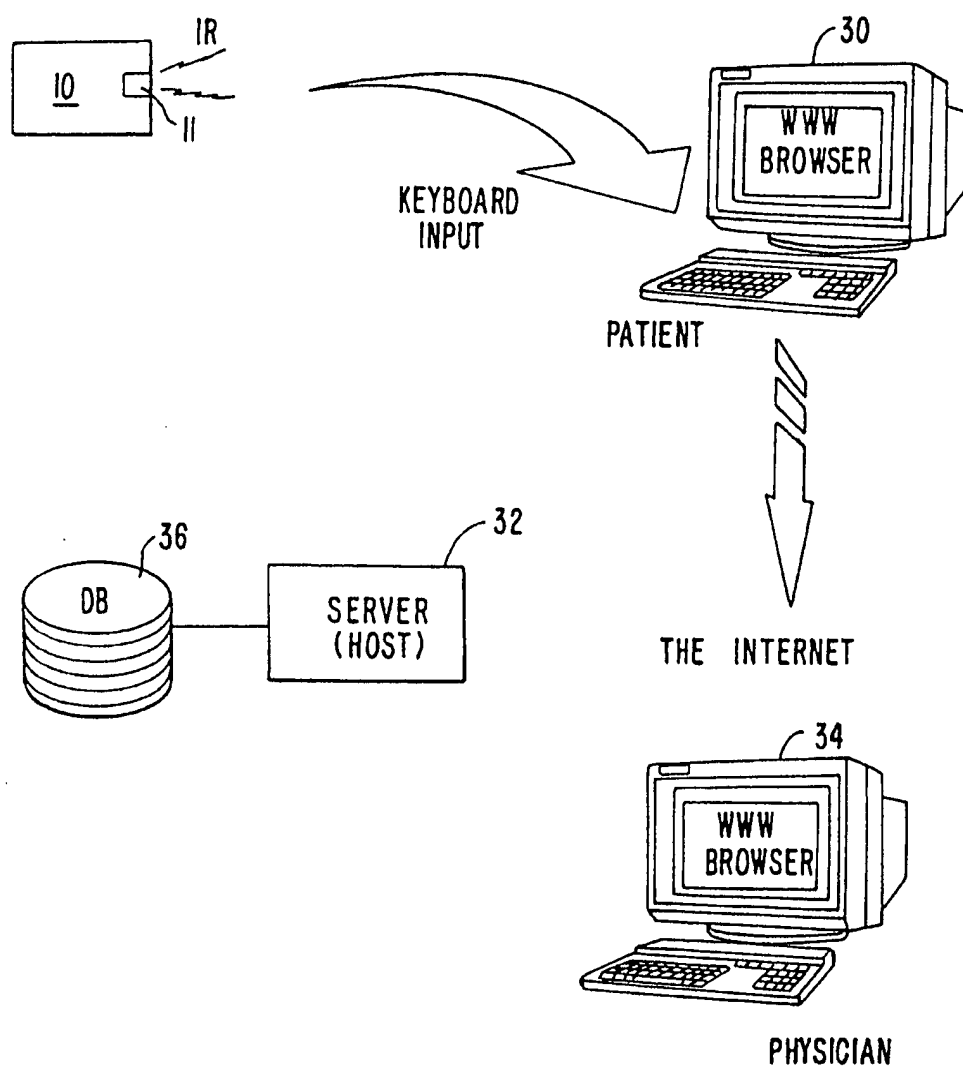 IR
10
11
30
WWW
BROWSER
KEYBOARD
INPUT
PATIENT
36
32
DB
SERVER
(HOST)
THE INTERNET
34
WWW
BROWSER
PHYSICIAN